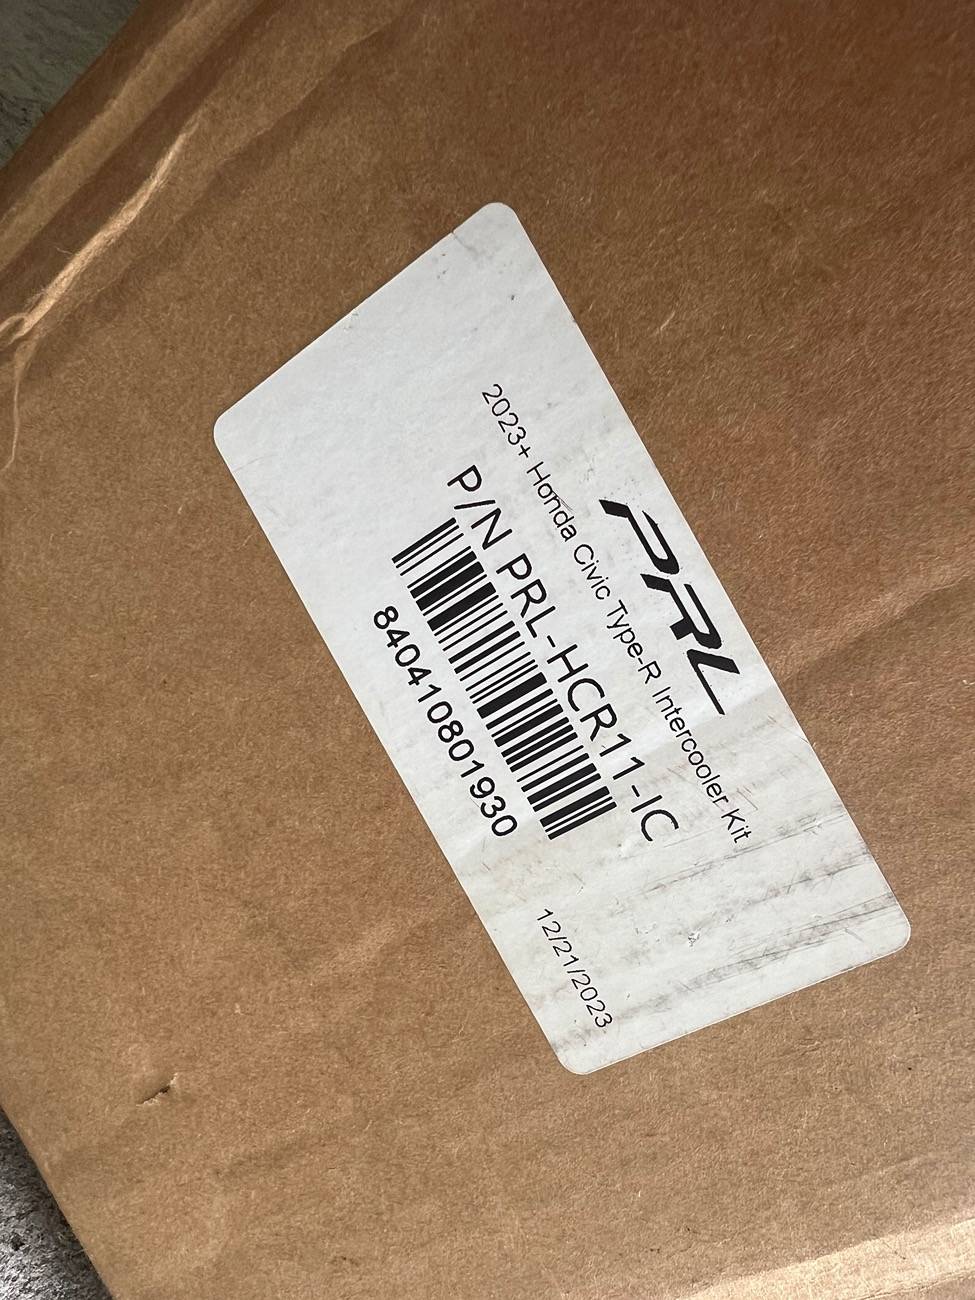 PRL
2023+ Honda Civic Type-R Intercooler Kit
P/N PRL-HCR11-IC
840410801930
12/21/2023